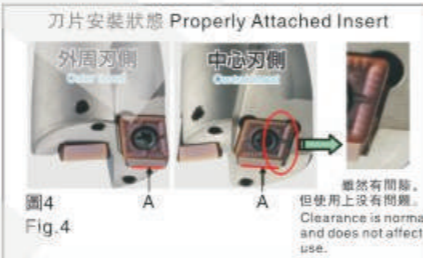 刀片安裝狀態 Properly Attached Insert
外周刃側
中心刃側
A
A
圖4
Fig.4
雖然有間隙。
但使用上没有問題。
Clearance is norma
and does not affect
use.